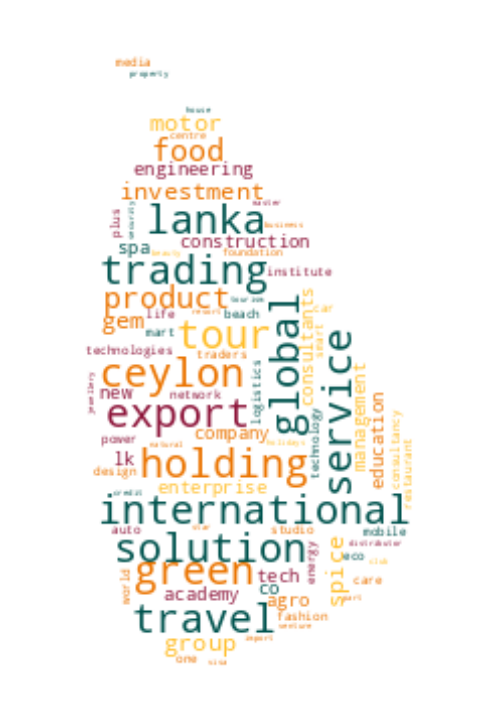 media
property
house
motor
centre
food
engineering
investment
master
plus
security
lanka
business
construction
spa
beauty
foundation
trading
institute
product
tourism
gem
life
resort
beach
car
mart
tour
global
consultants
smart
technologies
traders
service
ceylon
logistics
management
jewellery
new
network
education
export
technology
consultancy
restaurant
company
power
natural
holidays
lk
holding
design
enterprise
credit
international
auto
star
studio
mobile
solution
energy
distributor
spice
eco
club
green
tech
world
co
care
academy
agro
mart
travel
fashion
venture
group
import
one
visa